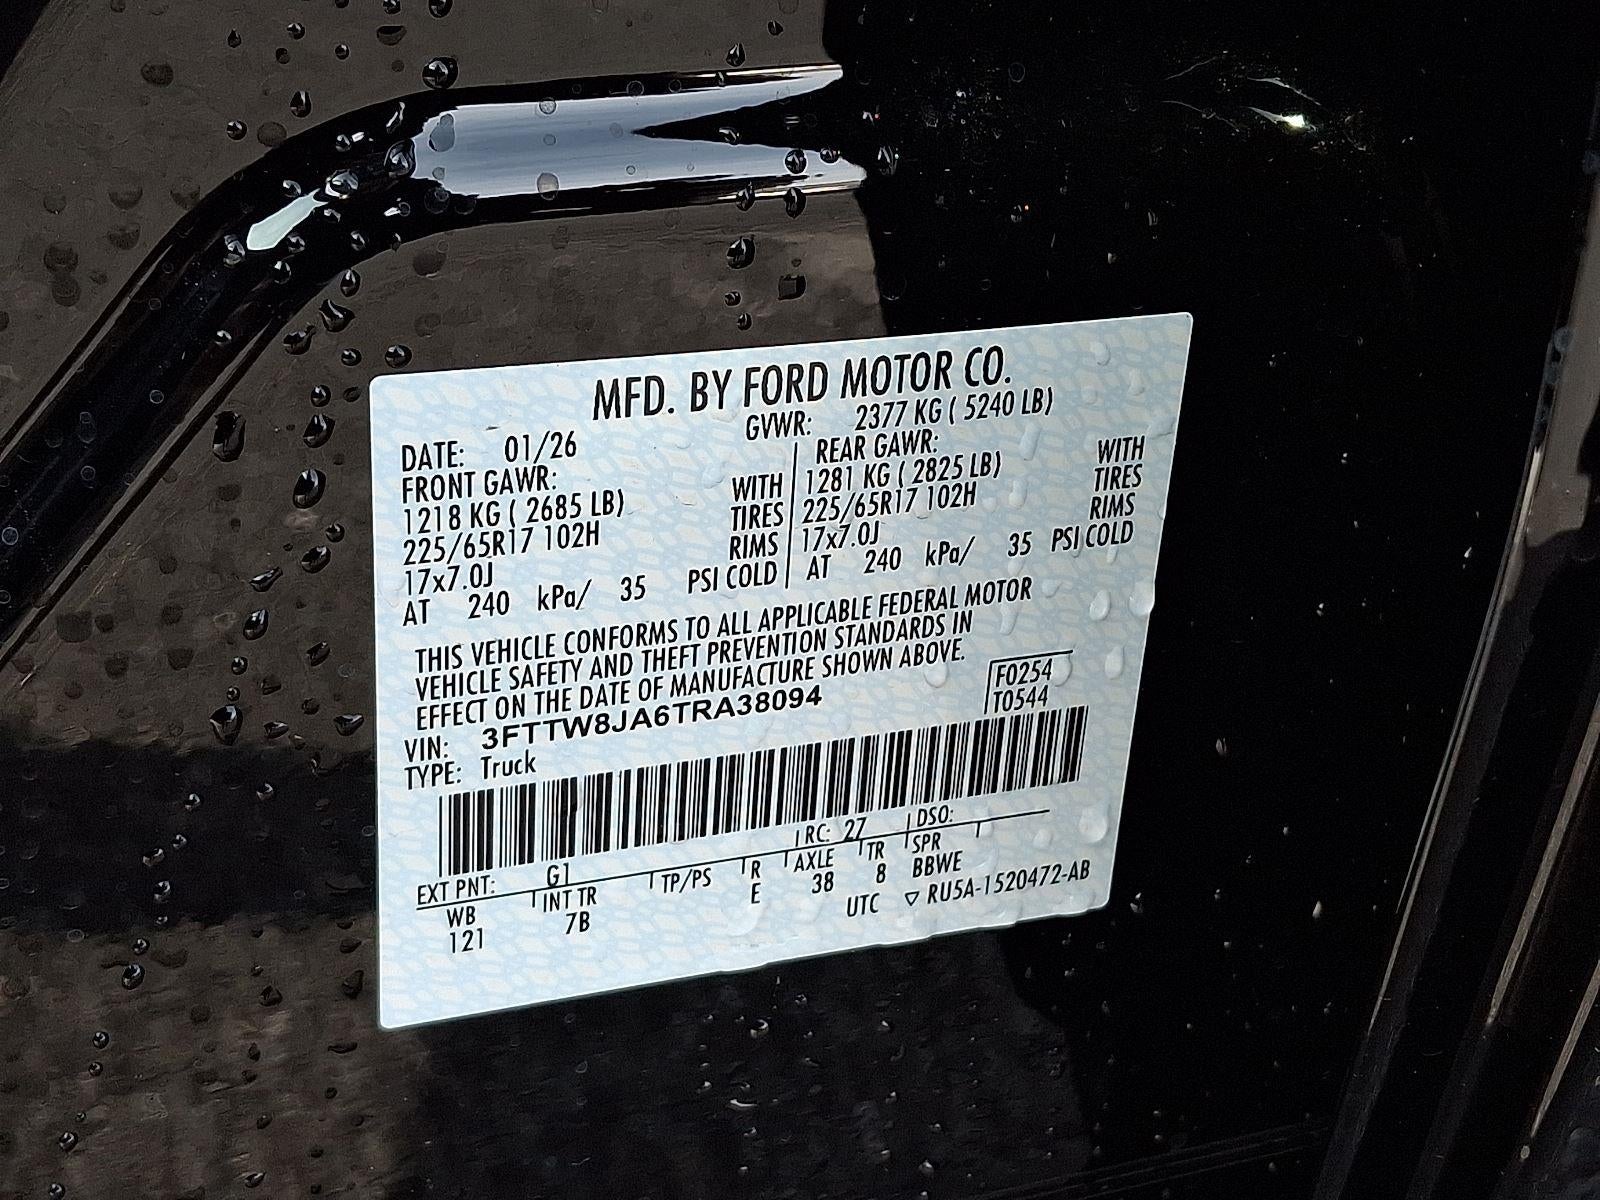 MFD. BY FORD MOTOR CO.
DATE: 01/26 GVWR: 2377 KG ( 5240 LB)
FRONT GAWR: REAR GAWR:
1218 KG ( 2685 LB) WITH 1281 KG ( 2825 LB) WITH
225/65R17 102H TIRES 225/65R17 102H TIRES
17x7.0J RIMS 17x7.0J RIMS
AT 240 kPa/ 35 PSI COLD AT 240 kPa/ 35 PSI COLD
THIS VEHICLE CONFORMS TO ALL APPLICABLE FEDERAL MOTOR
VEHICLE SAFETY AND THEFT PREVENTION STANDARDS IN
EFFECT ON THE DATE OF MANUFACTURE SHOWN ABOVE.
F0254
VIN: 3FTTW8JA6TRA38094 T0544
TYPE: Truck
EXT PNT: G1 RC: 27 DSO:
WB INT TR TP/PS R AXLE TR SPR
121 7B E 38 8 BBWE
UTC ▽ RU5A-1520472-AB